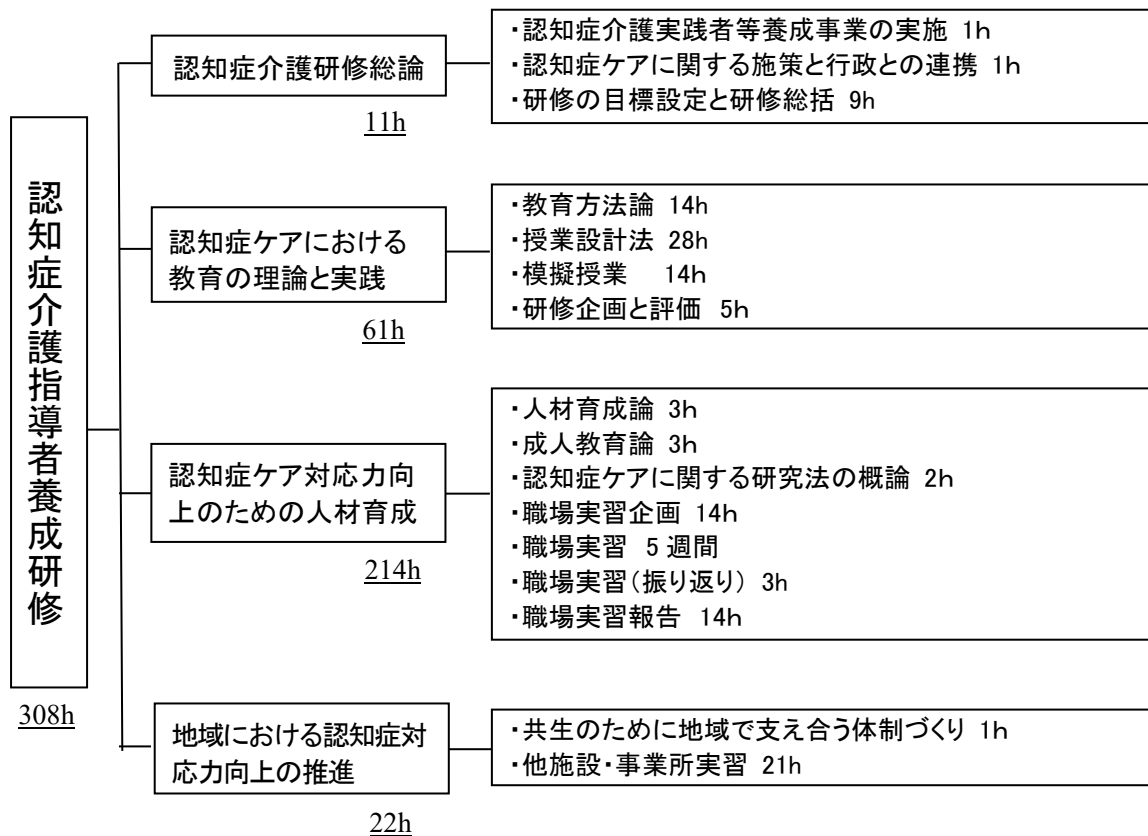 認知症介護指導者養成研修
308h
認知症介護研修総論
11h
・認知症介護実践者等養成事業の実施 1h
・認知症ケアに関する施策と行政との連携 1h
・研修の目標設定と研修総括 9h
認知症ケアにおける
教育の理論と実践
61h
・教育方法論 14h
・授業設計法 28h
・模擬授業 14h
・研修企画と評価 5h
認知症ケア対応力向
上のための人材育成
214h
・人材育成論 3h
・成人教育論 3h
・認知症ケアに関する研究法の概論 2h
・職場実習企画 14h
・職場実習 5週間
・職場実習(振り返り) 3h
・職場実習報告 14h
地域における認知症対
応力向上の推進
22h
・共生のために地域で支え合う体制づくり 1h
・他施設・事業所実習 21h